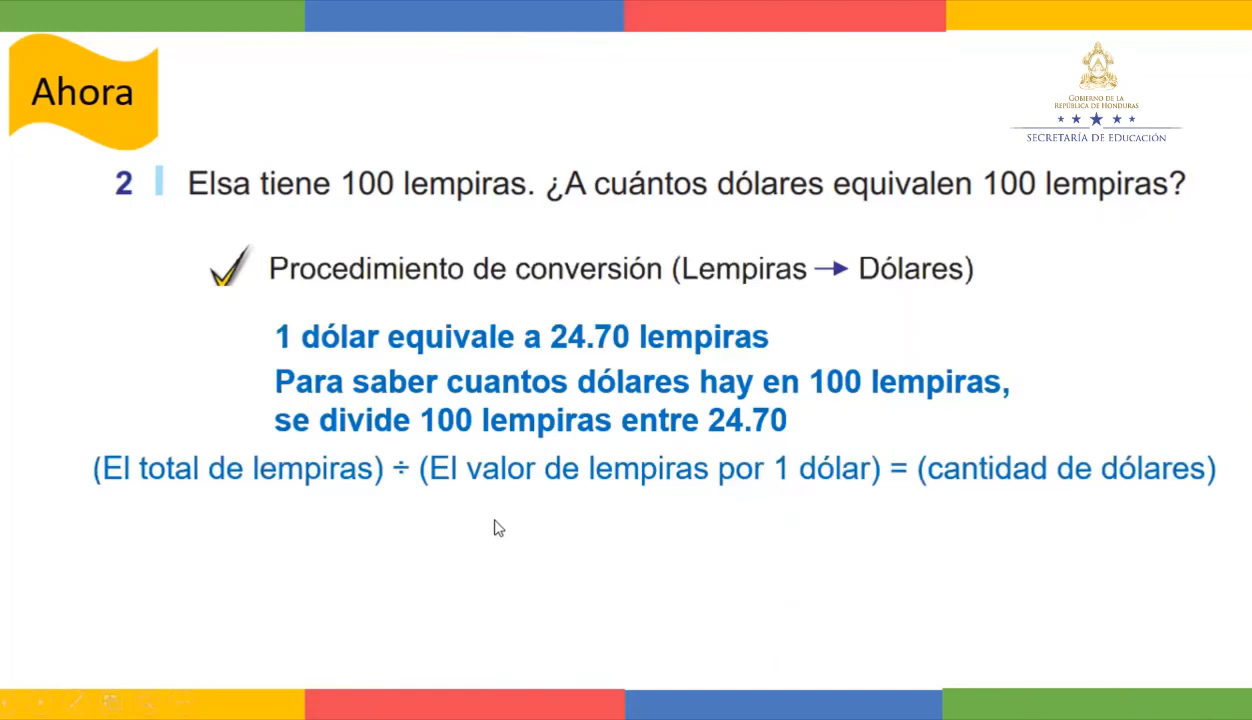 Ahora
GOBIERNO DE LA
REPÚBLICA DE HONDURAS
SECRETARÍA DE EDUCACIÓN
2 Elsa tiene 100 lempiras. ¿A cuántos dólares equivalen 100 lempiras?
Procedimiento de conversión (Lempiras → Dólares)
1 dólar equivale a 24.70 lempiras
Para saber cuantos dólares hay en 100 lempiras,
se divide 100 lempiras entre 24.70
(El total de lempiras) ÷ (El valor de lempiras por 1 dólar) = (cantidad de dólares)